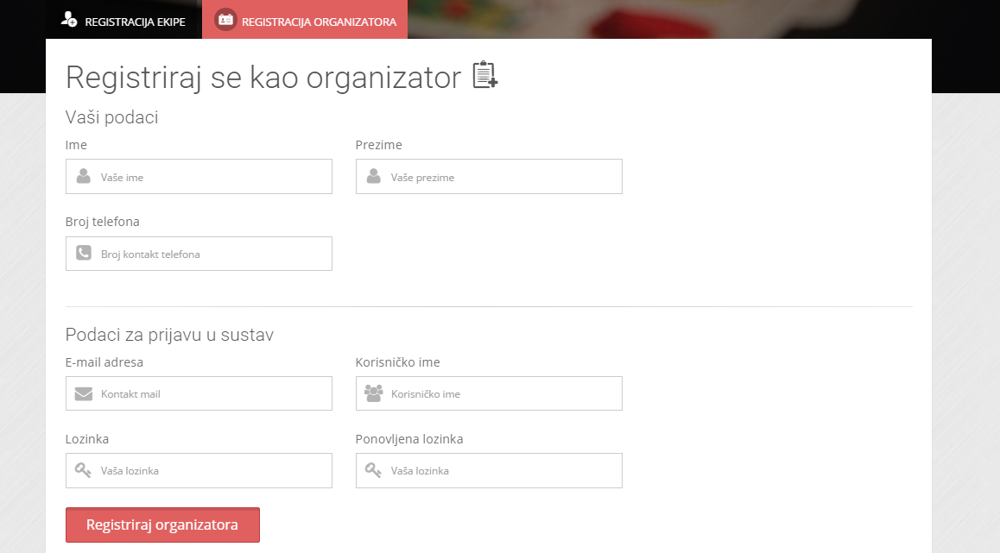 REGISTRACIJA EKIPE
REGISTRACIJA ORGANIZATORA
Registriraj se kao organizator
Vaši podaci
Ime
Prezime
Vaše ime
Vaše prezime
Broj telefona
Broj kontakt telefona
Podaci za prijavu u sustav
E-mail adresa
Korisničko ime
Kontakt mail
Korisničko ime
Lozinka
Ponovljena lozinka
Vaša lozinka
Vaša lozinka
Registriraj organizatora